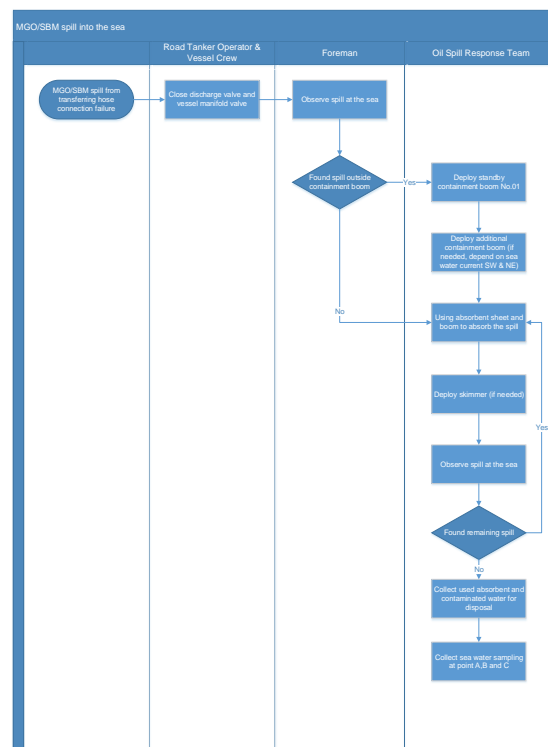 MGO/SBM spill into the sea
Road Tanker Operator &
Vessel Crew
Foreman
Oil Spill Response Team
MGO/SBM spill from
transferring hose
connection failure
Close discharge valve and
vessel manifold valve
Observe spill at the sea
Found spill outside
containment boom
Yes
Deploy standby
containment boom No.01
Deploy additional
containment boom (if
needed, depend on sea
water current SW & NE)
No
Using absorbent sheet and
boom to absorb the spill
Deploy skimmer (if needed)
Yes
Observe spill at the sea
Found remaining spill
No
Collect used absorbent and
contaminated water for
disposal
Collect sea water sampling
at point A,B and C